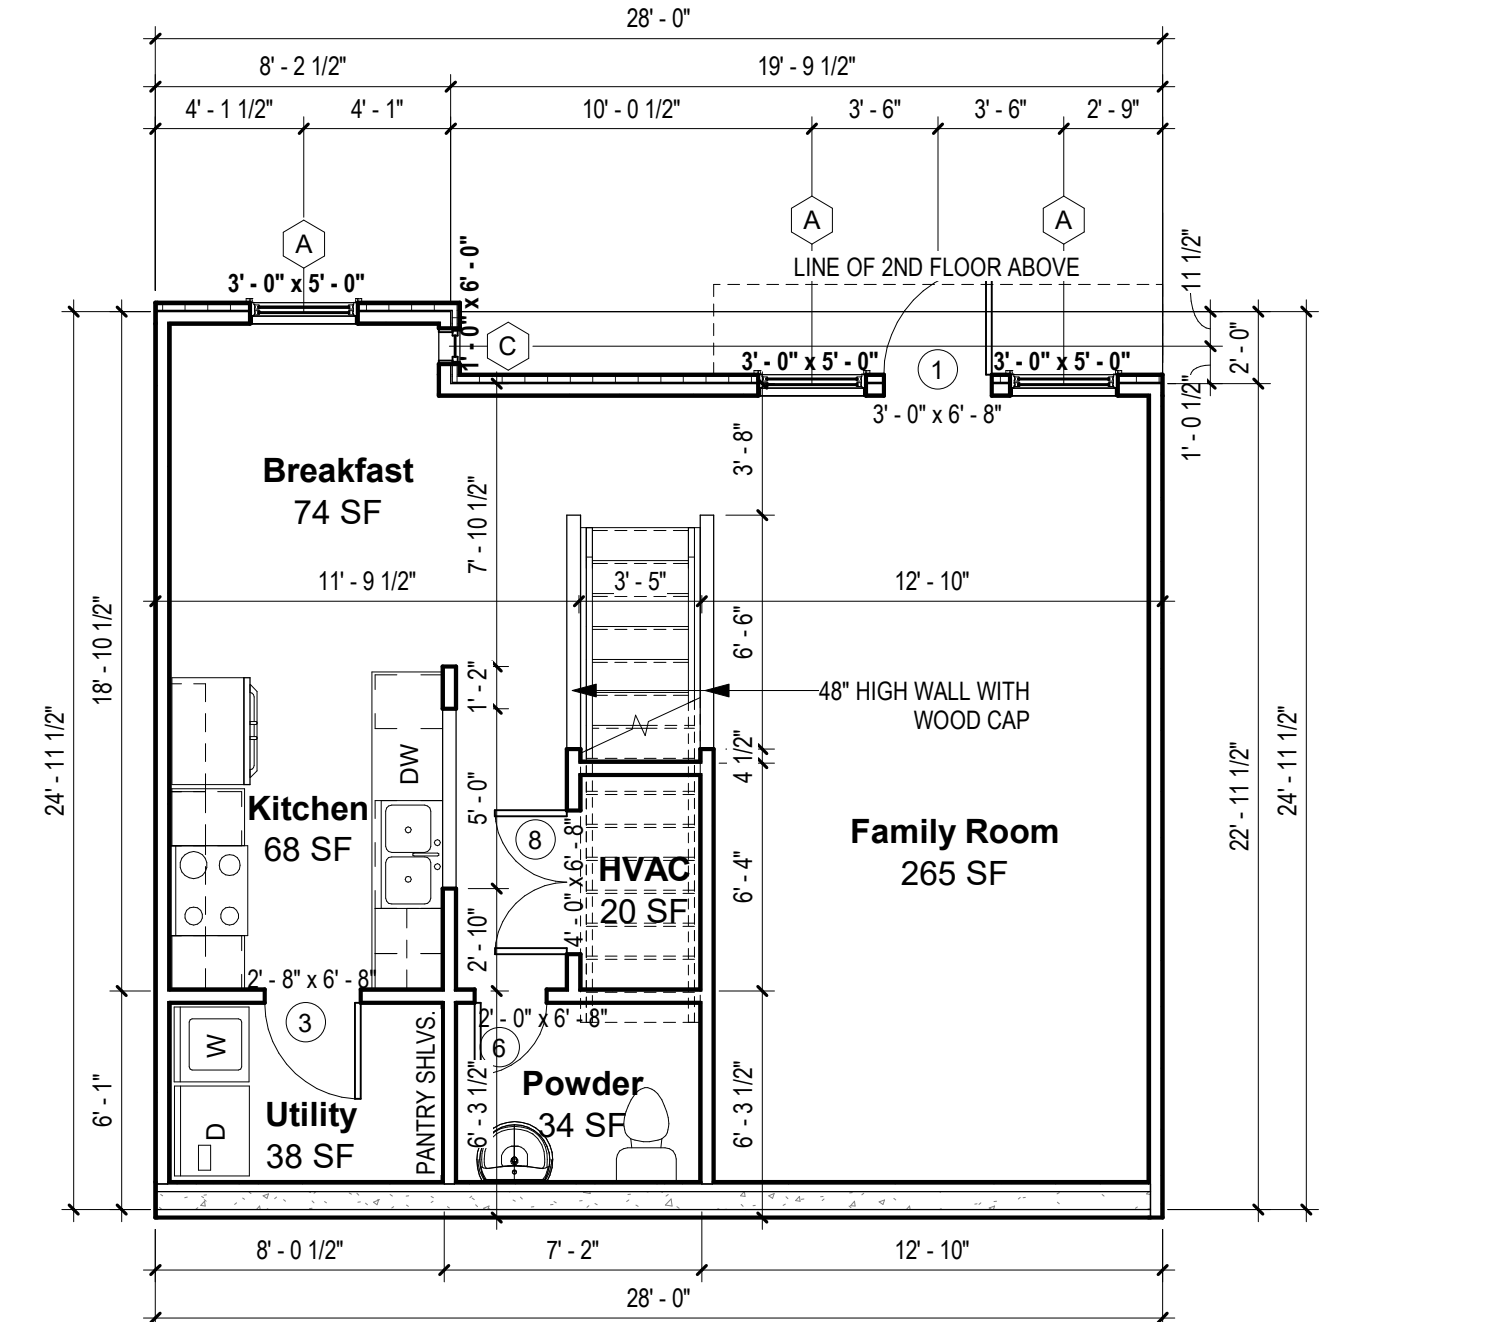 28' - 0"
8' - 2 1/2"
19' - 9 1/2"
4' - 1 1/2"
4' - 1"
10' - 0 1/2"
3' - 6"
3' - 6"
2' - 9"
A
A
A
LINE OF 2ND FLOOR ABOVE
11 1/2"
3' - 0" x 5' - 0"
1' - 0" x 6' - 0"
C
2' - 0"
3' - 0" x 5' - 0"
1
3' - 0" x 5' - 0"
3' - 0" x 6' - 8"
1' - 0 1/2"
3' - 8"
Breakfast
74 SF
7' - 10 1/2"
11' - 9 1/2"
3' - 5"
12' - 10"
18' - 10 1/2"
6' - 6"
1' - 2"
48" HIGH WALL WITH
WOOD CAP
24' - 11 1/2"
DW
4 1/2"
22' - 11 1/2"
24' - 11 1/2"
5' - 0"
Kitchen
68 SF
8
4' - 0" x 6' - 8"
HVAC
20 SF
6' - 4"
Family Room
265 SF
2' - 10"
2' - 8" x 6' - 8"
3
2' - 0" x 6' - 8"
6
W
PANTRY SHLVS.
6' - 1"
6' - 3 1/2"
Powder
34 SF
6' - 3 1/2"
D
Utility
38 SF
8' - 0 1/2"
7' - 2"
12' - 10"
28' - 0"